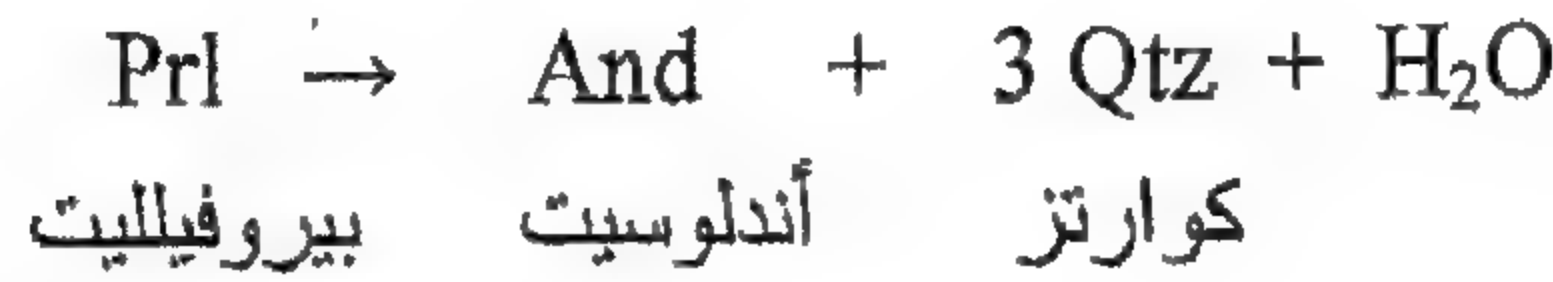 Prl → And + 3 Qtz + H₂O
بيروفيلليت أندلوسيت كوارتز